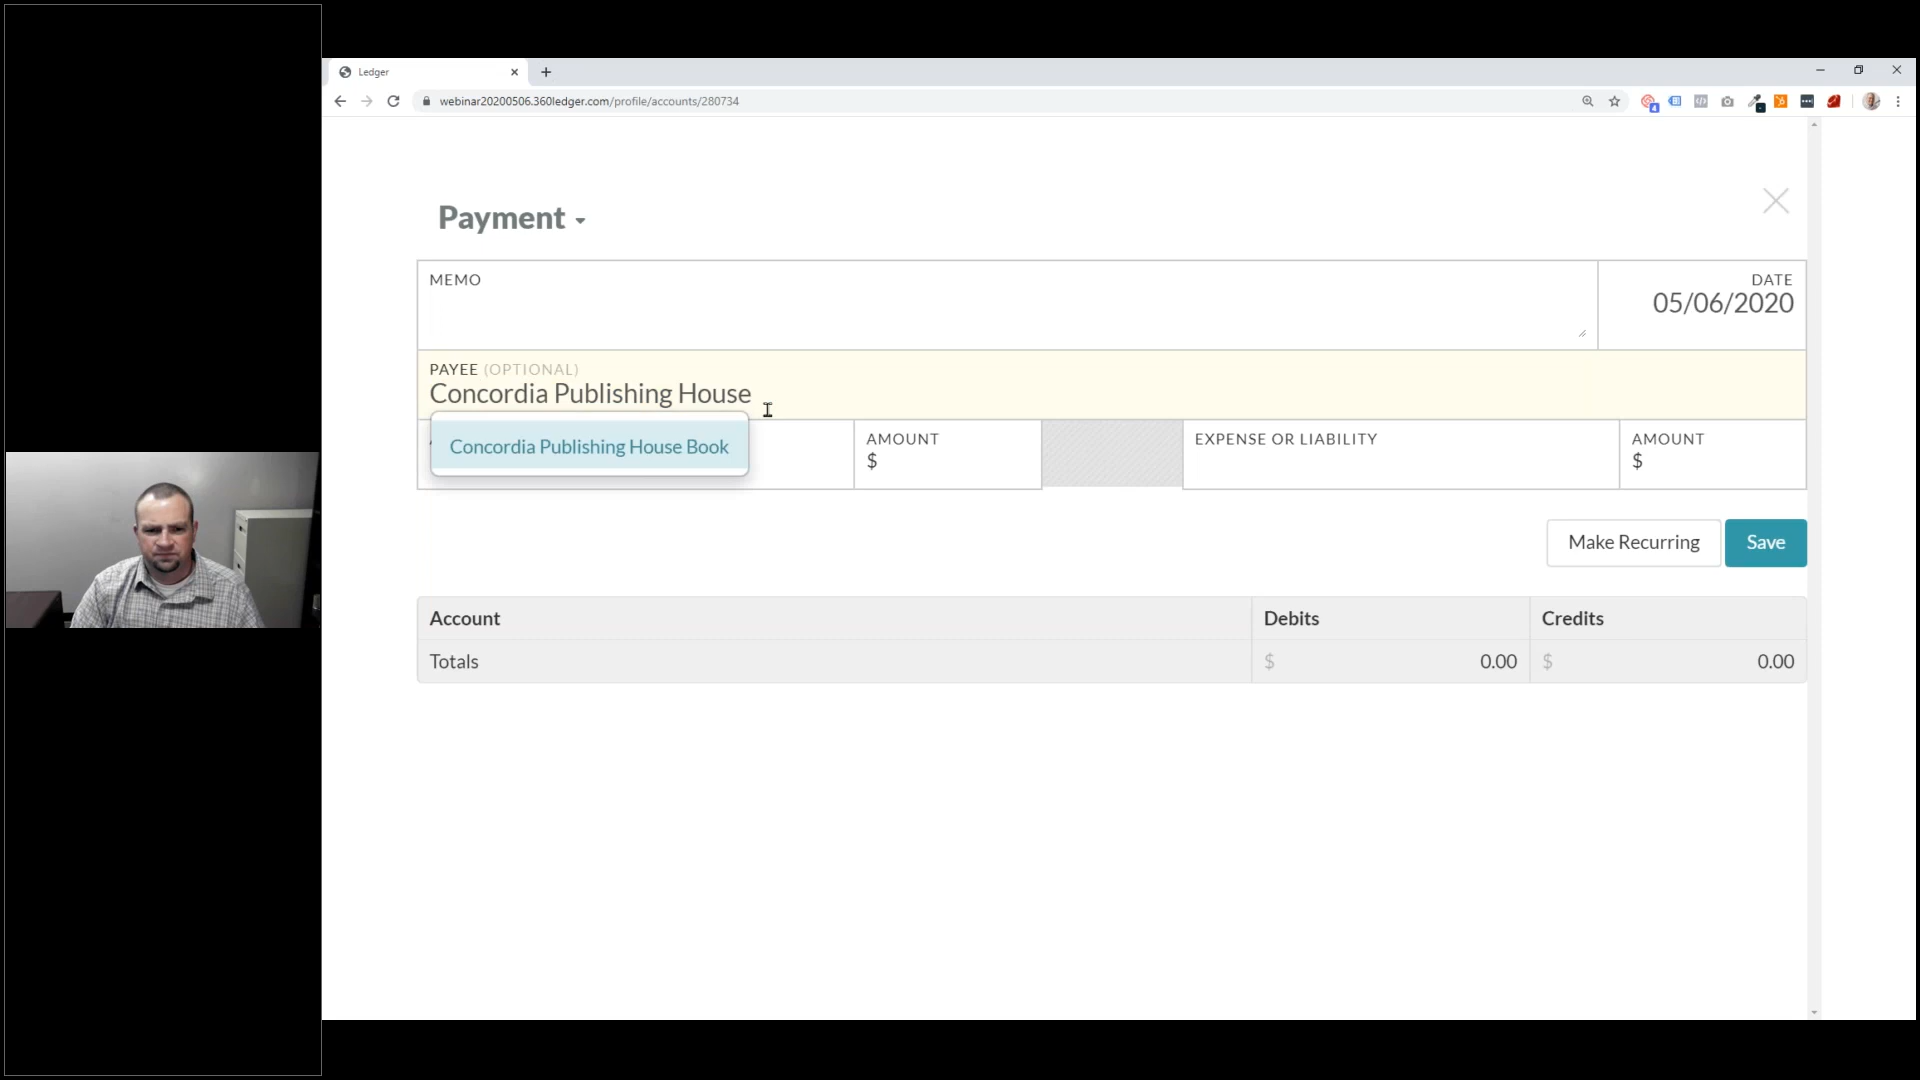 Ledger
webinar20200506.360ledger.com/profile/accounts/280734
Payment
MEMO
DATE
05/06/2020
PAYEE (OPTIONAL)
Concordia Publishing House
Concordia Publishing House Book
AMOUNT
$
EXPENSE OR LIABILITY
AMOUNT
$
Make Recurring
Save
Account
Debits
Credits
Totals
$ 0.00
$ 0.00